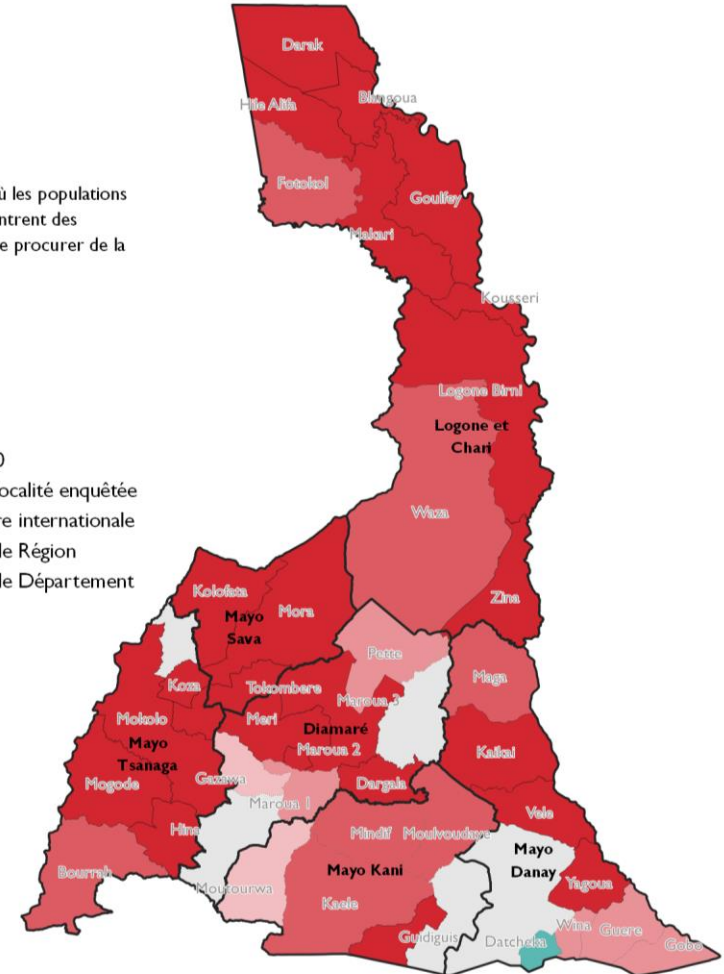 Darak
Hile Alifa
Blangoua
Fotokol
où les populations
ntrent des
e procurer de la
Goulfey
Makari
Kousseri
Logone Birni
Logone et
Chari
ocalité enquêtée
re internationale
le Région
le Département
Waza
Kolofata
Mora
Zina
Mayo
Sava
Pette
Maga
Koza
Tokombere
Maroua 3
Meri
Mokolo
Diamaré
Mayo
Tsanaga
Maroua 2
Kaikai
Mogode
Gazawa
Dargala
Maroua 1
Vele
Hina
Mindif
Moulvoudaye
Mayo
Danay
Bourrah
Mayo Kani
Yagoua
Moutourwa
Kaele
Wina
Guere
Guidiguis
Datcheka
Gobo